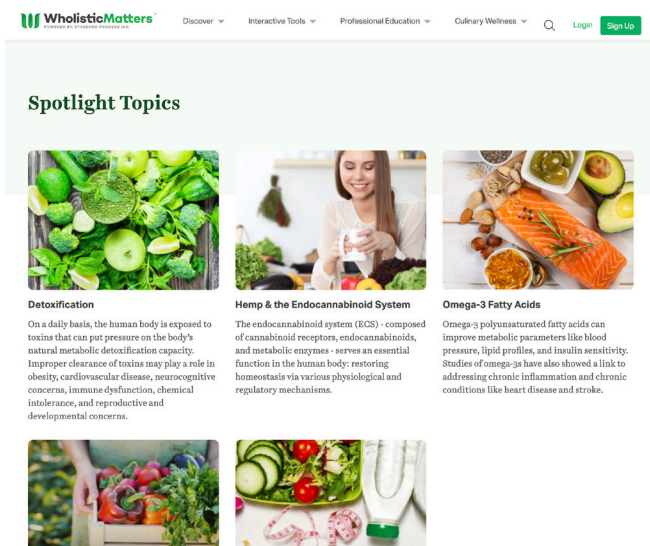 WholisticMatters™
POWERED BY STANDARD PROCESS INC.
Discover
Interactive Tools
Professional Education
Culinary Wellness
Login
Sign Up
Spotlight Topics
Detoxification
On a daily basis, the human body is exposed to
toxins that can put pressure on the body's
natural metabolic detoxification capacity.
Improper clearance of toxins may play a role in
obesity, cardiovascular disease, neurocognitive
concerns, immune dysfunction, chemical
intolerance, and reproductive and
developmental concerns.
Hemp & the Endocannabinoid System
The endocannabinoid system (ECS) - composed
of cannabinoid receptors, endocannabinoids,
and metabolic enzymes - serves an essential
function in the human body: restoring
homeostasis via various physiological and
regulatory mechanisms.
Omega-3 Fatty Acids
Omega-3 polyunsaturated fatty acids can
improve metabolic parameters like blood
pressure, lipid profiles, and insulin sensitivity.
Studies of omega-3s have also showed a link to
addressing chronic inflammation and chronic
conditions like heart disease and stroke.